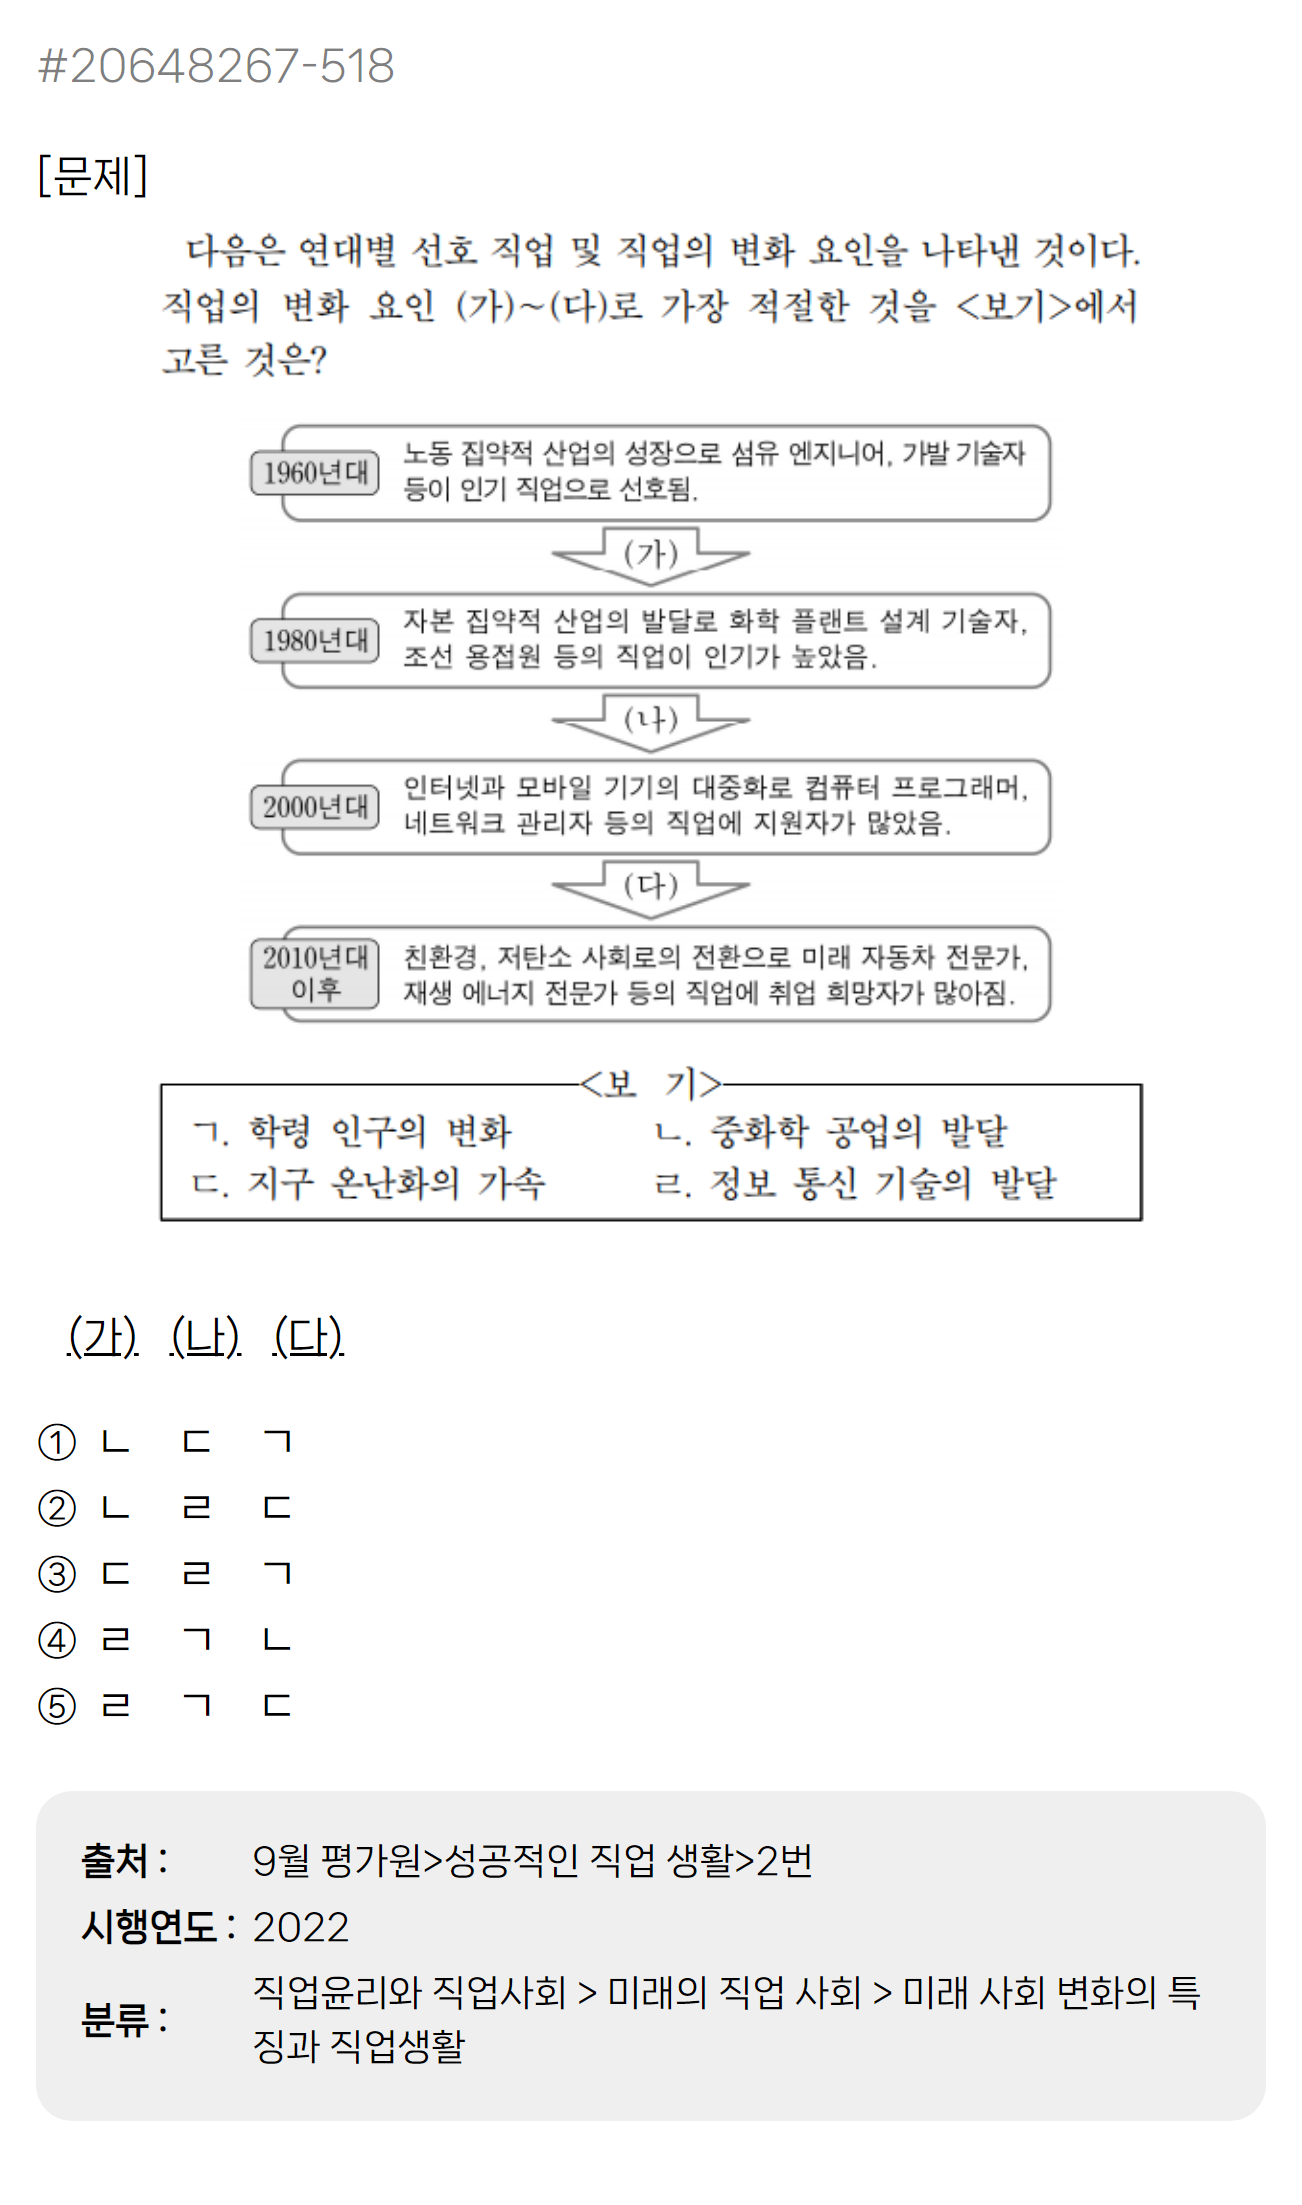 #20648267-518
[문제]
다음은 연대별 선호 직업 및 직업의 변화 요인을 나타낸 것이다.
직업의 변화 요인 (가)~(다)로 가장 적절한 것을 <보기>에서
고른 것은?
1960년대
노동 집약적 산업의 성장으로 섬유 엔지니어, 가발 기술자
등이 인기 직업으로 선호됨.
(가)
1980년대
자본 집약적 산업의 발달로 화학 플랜트 설계 기술자,
조선 용접원 등의 직업이 인기가 높았음.
(나)
2000년대
인터넷과 모바일 기기의 대중화로 컴퓨터 프로그래머,
네트워크 관리자 등의 직업에 지원자가 많았음.
(다)
2010년대
이후
친환경, 저탄소 사회로의 전환으로 미래 자동차 전문가,
재생 에너지 전문가 등의 직업에 취업 희망자가 많아짐.
<보 기>
ㄱ. 학령 인구의 변화 ㄴ. 중화학 공업의 발달
ㄷ. 지구 온난화의 가속 ㄹ. 정보 통신 기술의 발달
(가) (나) (다)
① ㄴ ㄷ ㄱ
② ㄴ ㄹ ㄷ
③ ㄷ ㄹ ㄱ
④ ㄹ ㄱ ㄴ
⑤ ㄹ ㄱ ㄷ
출처 : 9월 평가원>성공적인 직업 생활>2번
시행연도 : 2022
분류 : 직업윤리와 직업사회 > 미래의 직업 사회 > 미래 사회 변화의 특
징과 직업생활